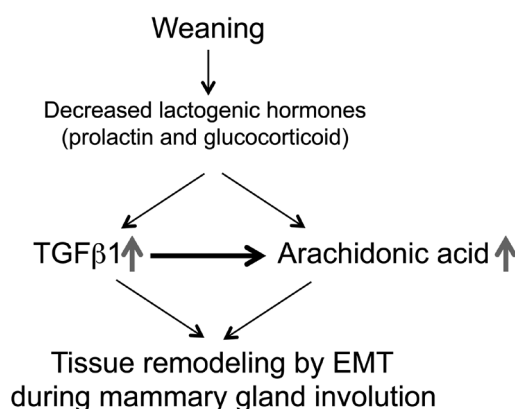 Weaning
Decreased lactogenic hormones
(prolactin and glucocorticoid)
TGFβ1 Arachidonic acid
Tissue remodeling by EMT
during mammary gland involution